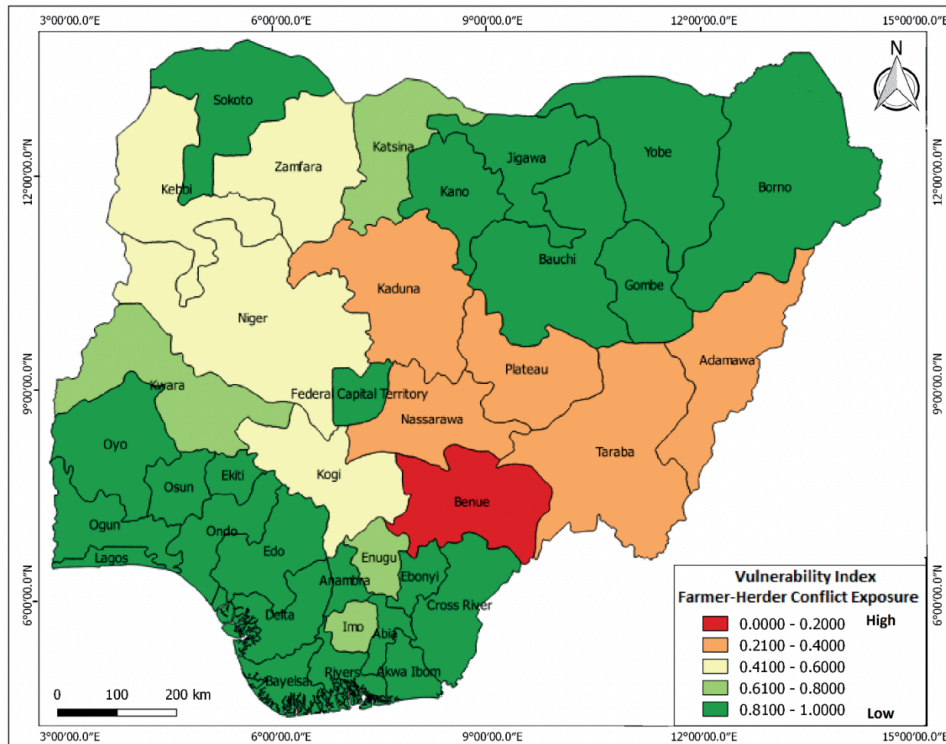 3°00'00.0"E 6°00'00.0"E 9°00'00.0"E 12°00'00.0"E 15°00'00.0"E
N
Sokoto
Katsina
Zamfara
Jigawa
Yobe
12°00'00.0"N
12°00'00.0"N
Kebbi
Kano
Borno
Bauchi
Gombe
Kaduna
Niger
Adamawa
Plateau
9°00'00.0"N
9°00'00.0"N
Kwara
Federal Capital Territory
Nassarawa
Oyo
Taraba
Kogi
Ekiti
Osun
Benue
Ogun
Ondo
Edo
Lagos
Enugu
Anambra
Ebonyi
6°00'00.0"N
6°00'00.0"N
Cross River
Delta
Imo
Abia
Rivers
Akwa Ibom
Bayelsa
Vulnerability Index
Farmer-Herder Conflict Exposure
0.0000 - 0.2000 High
0.2100 - 0.4000
0.4100 - 0.6000
0.6100 - 0.8000
0.8100 - 1.0000 Low
0 100 200 km
3°00'00.0"E 6°00'00.0"E 9°00'00.0"E 12°00'00.0"E 15°00'00.0"E